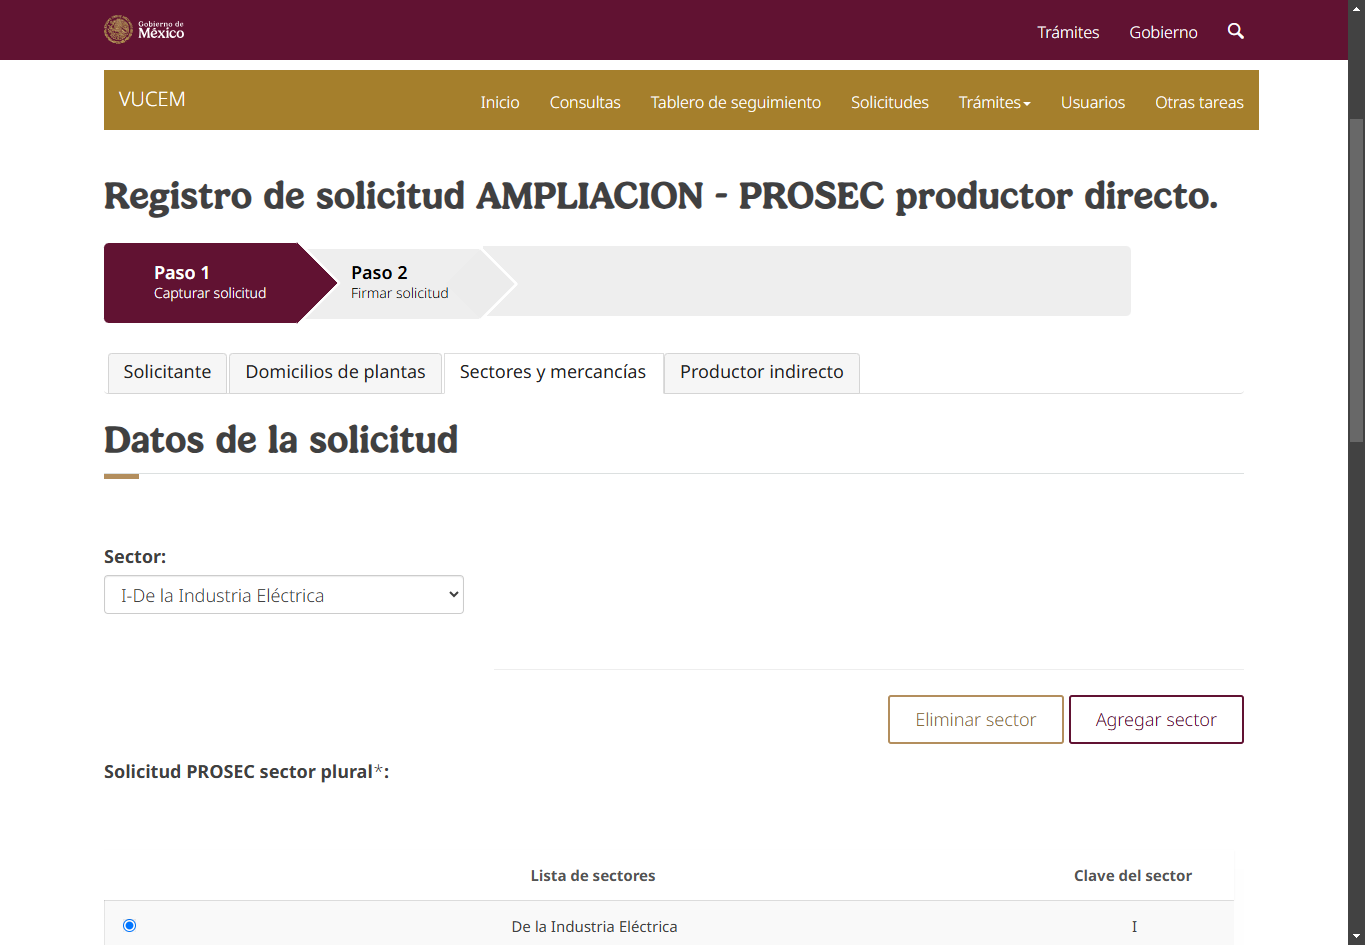 Gobierno de
México
Trámites Gobierno
VUCEM
Inicio Consultas Tablero de seguimiento Solicitudes Trámites Usuarios Otras tareas
Registro de solicitud AMPLIACION - PROSEC productor directo.
Paso 1
Capturar solicitud
Paso 2
Firmar solicitud
Solicitante Domicilios de plantas Sectores y mercancías Productor indirecto
Datos de la solicitud
Sector:
I-De la Industria Eléctrica
Eliminar sector Agregar sector
Solicitud PROSEC sector plural*:
Lista de sectores Clave del sector
De la Industria Eléctrica I